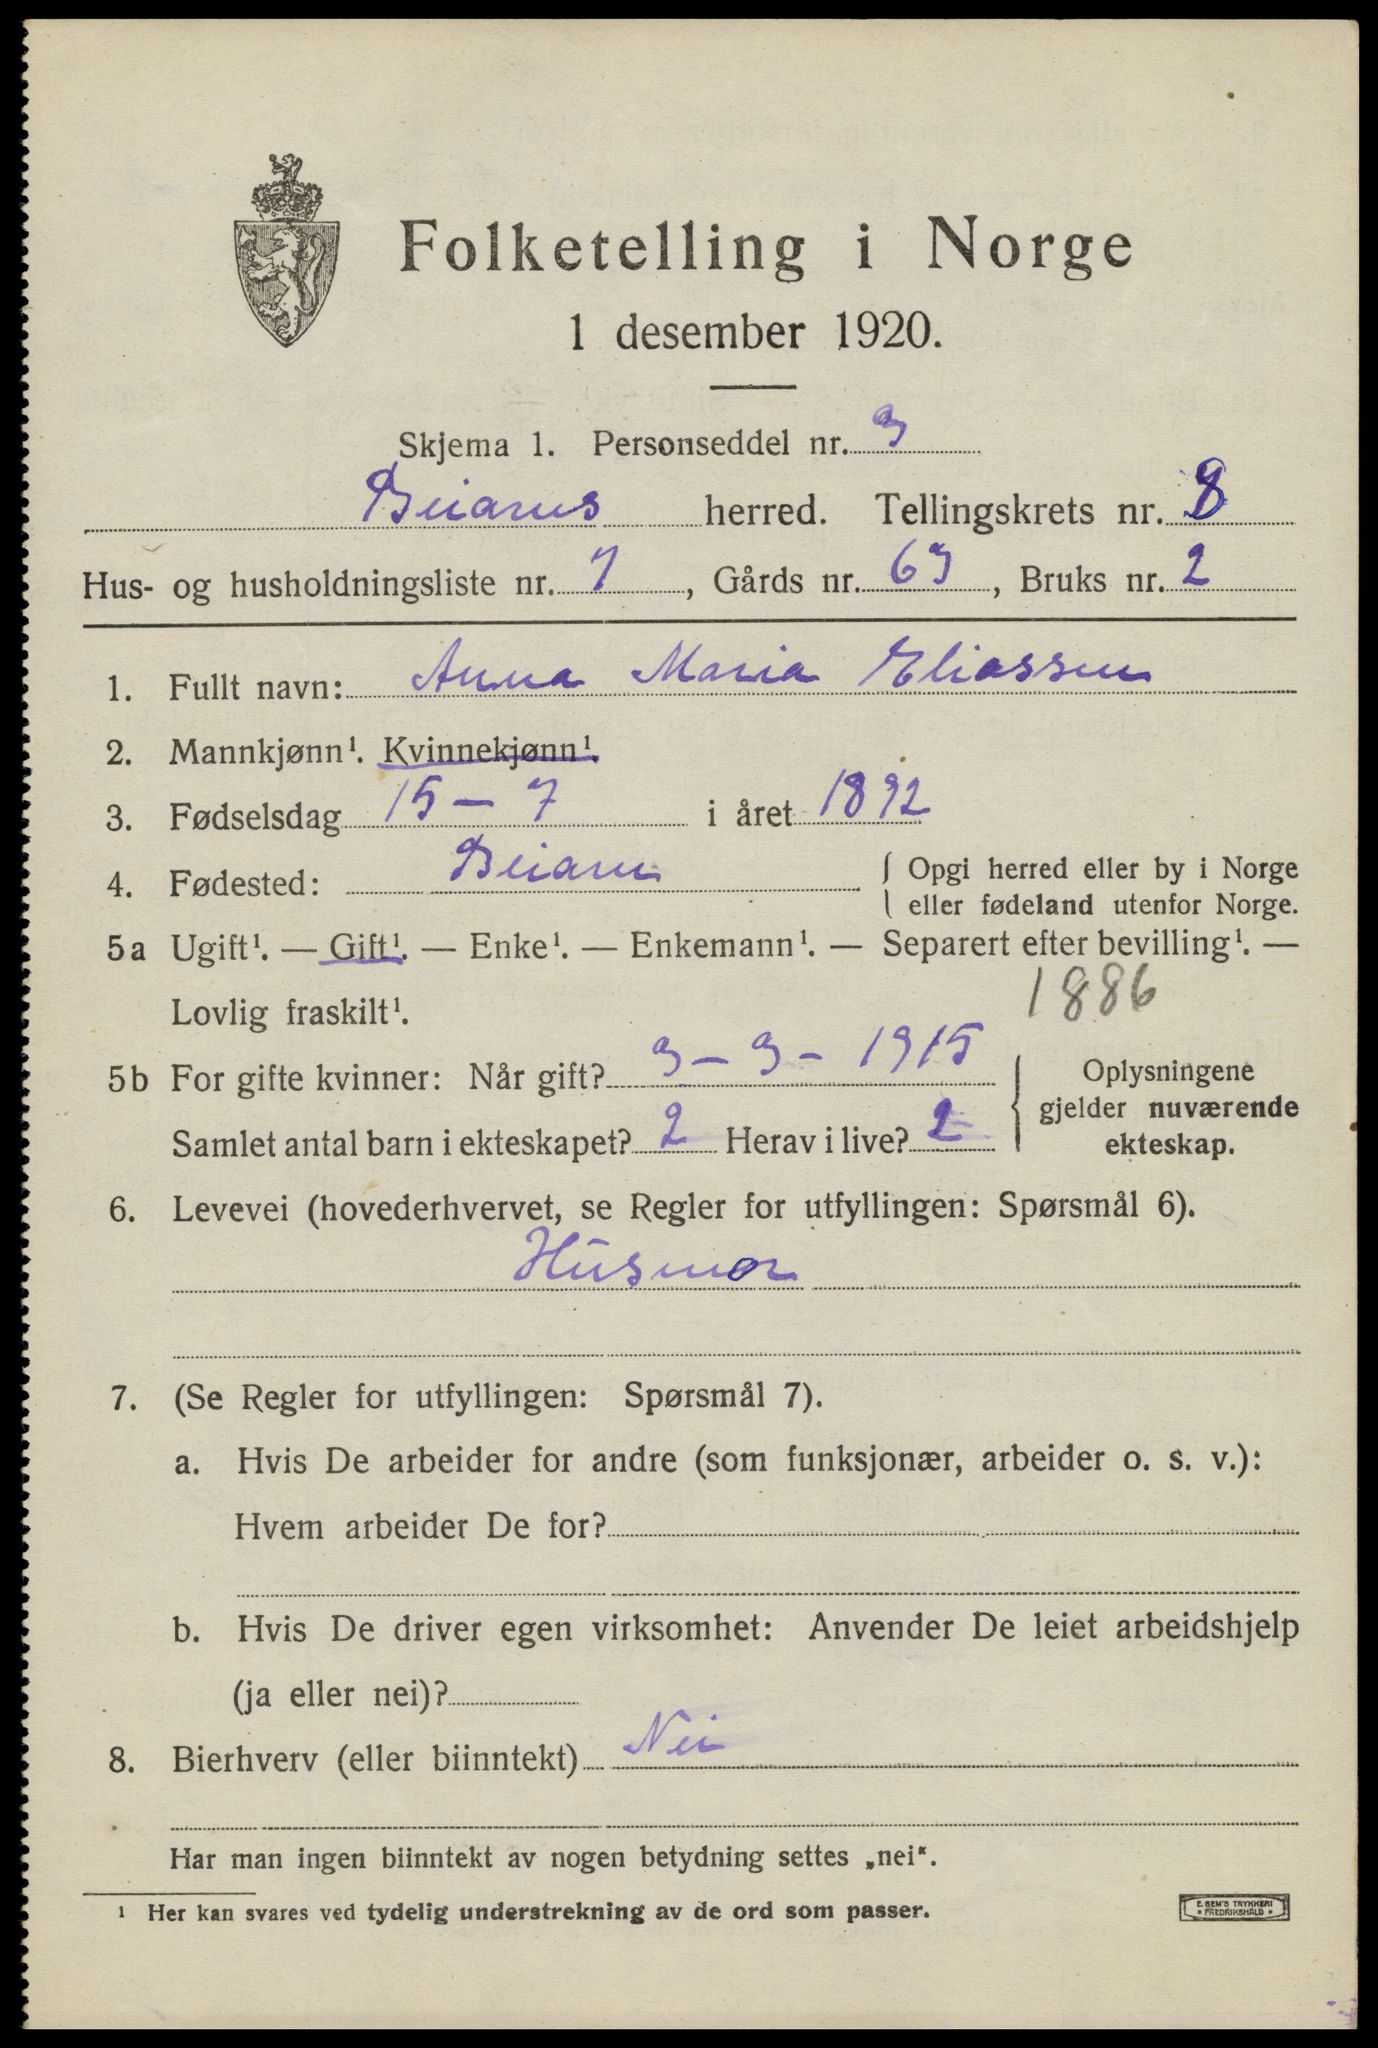 Folketelling i Norge
1 desember 1920.
Skjema 1. Personseddel nr. 3
Beiarns herred. Tellingskrets nr. 8
Hus- og husholdningsliste nr. 7, Gårds nr. 63, Bruks nr. 2
1. Fullt navn: Anna Maria Eliassen
2. Mannkjønn¹. Kvinnekjønn¹.
3. Fødselsdag 15 – 7 i året 1892
4. Fødested: Beiarn { Opgi herred eller by i Norge
eller fødeland utenfor Norge.
5a Ugift¹. — Gift¹. — Enke¹. — Enkemann¹. — Separert efter bevilling¹. —
Lovlig fraskilt¹. 1886
5b For gifte kvinner: Når gift? 3 – 3 – 1915
Samlet antal barn i ekteskapet? 2 Herav i live? 2
Oplysningene
gjelder nuværende
ekteskap.
6. Levevei (hovederhvervet, se Regler for utfyllingen: Spørsmål 6).
Husmor
7. (Se Regler for utfyllingen: Spørsmål 7).
a. Hvis De arbeider for andre (som funksjonær, arbeider o. s. v.):
Hvem arbeider De for?
b. Hvis De driver egen virksomhet: Anvender De leiet arbeidshjelp
(ja eller nei)?
8. Bierhverv (eller biinntekt) Nei
Har man ingen biinntekt av nogen betydning settes „nei".
¹ Her kan svares ved tydelig understrekning av de ord som passer.
E. SEM'S TRYKKERI
FREDRIKSHALD